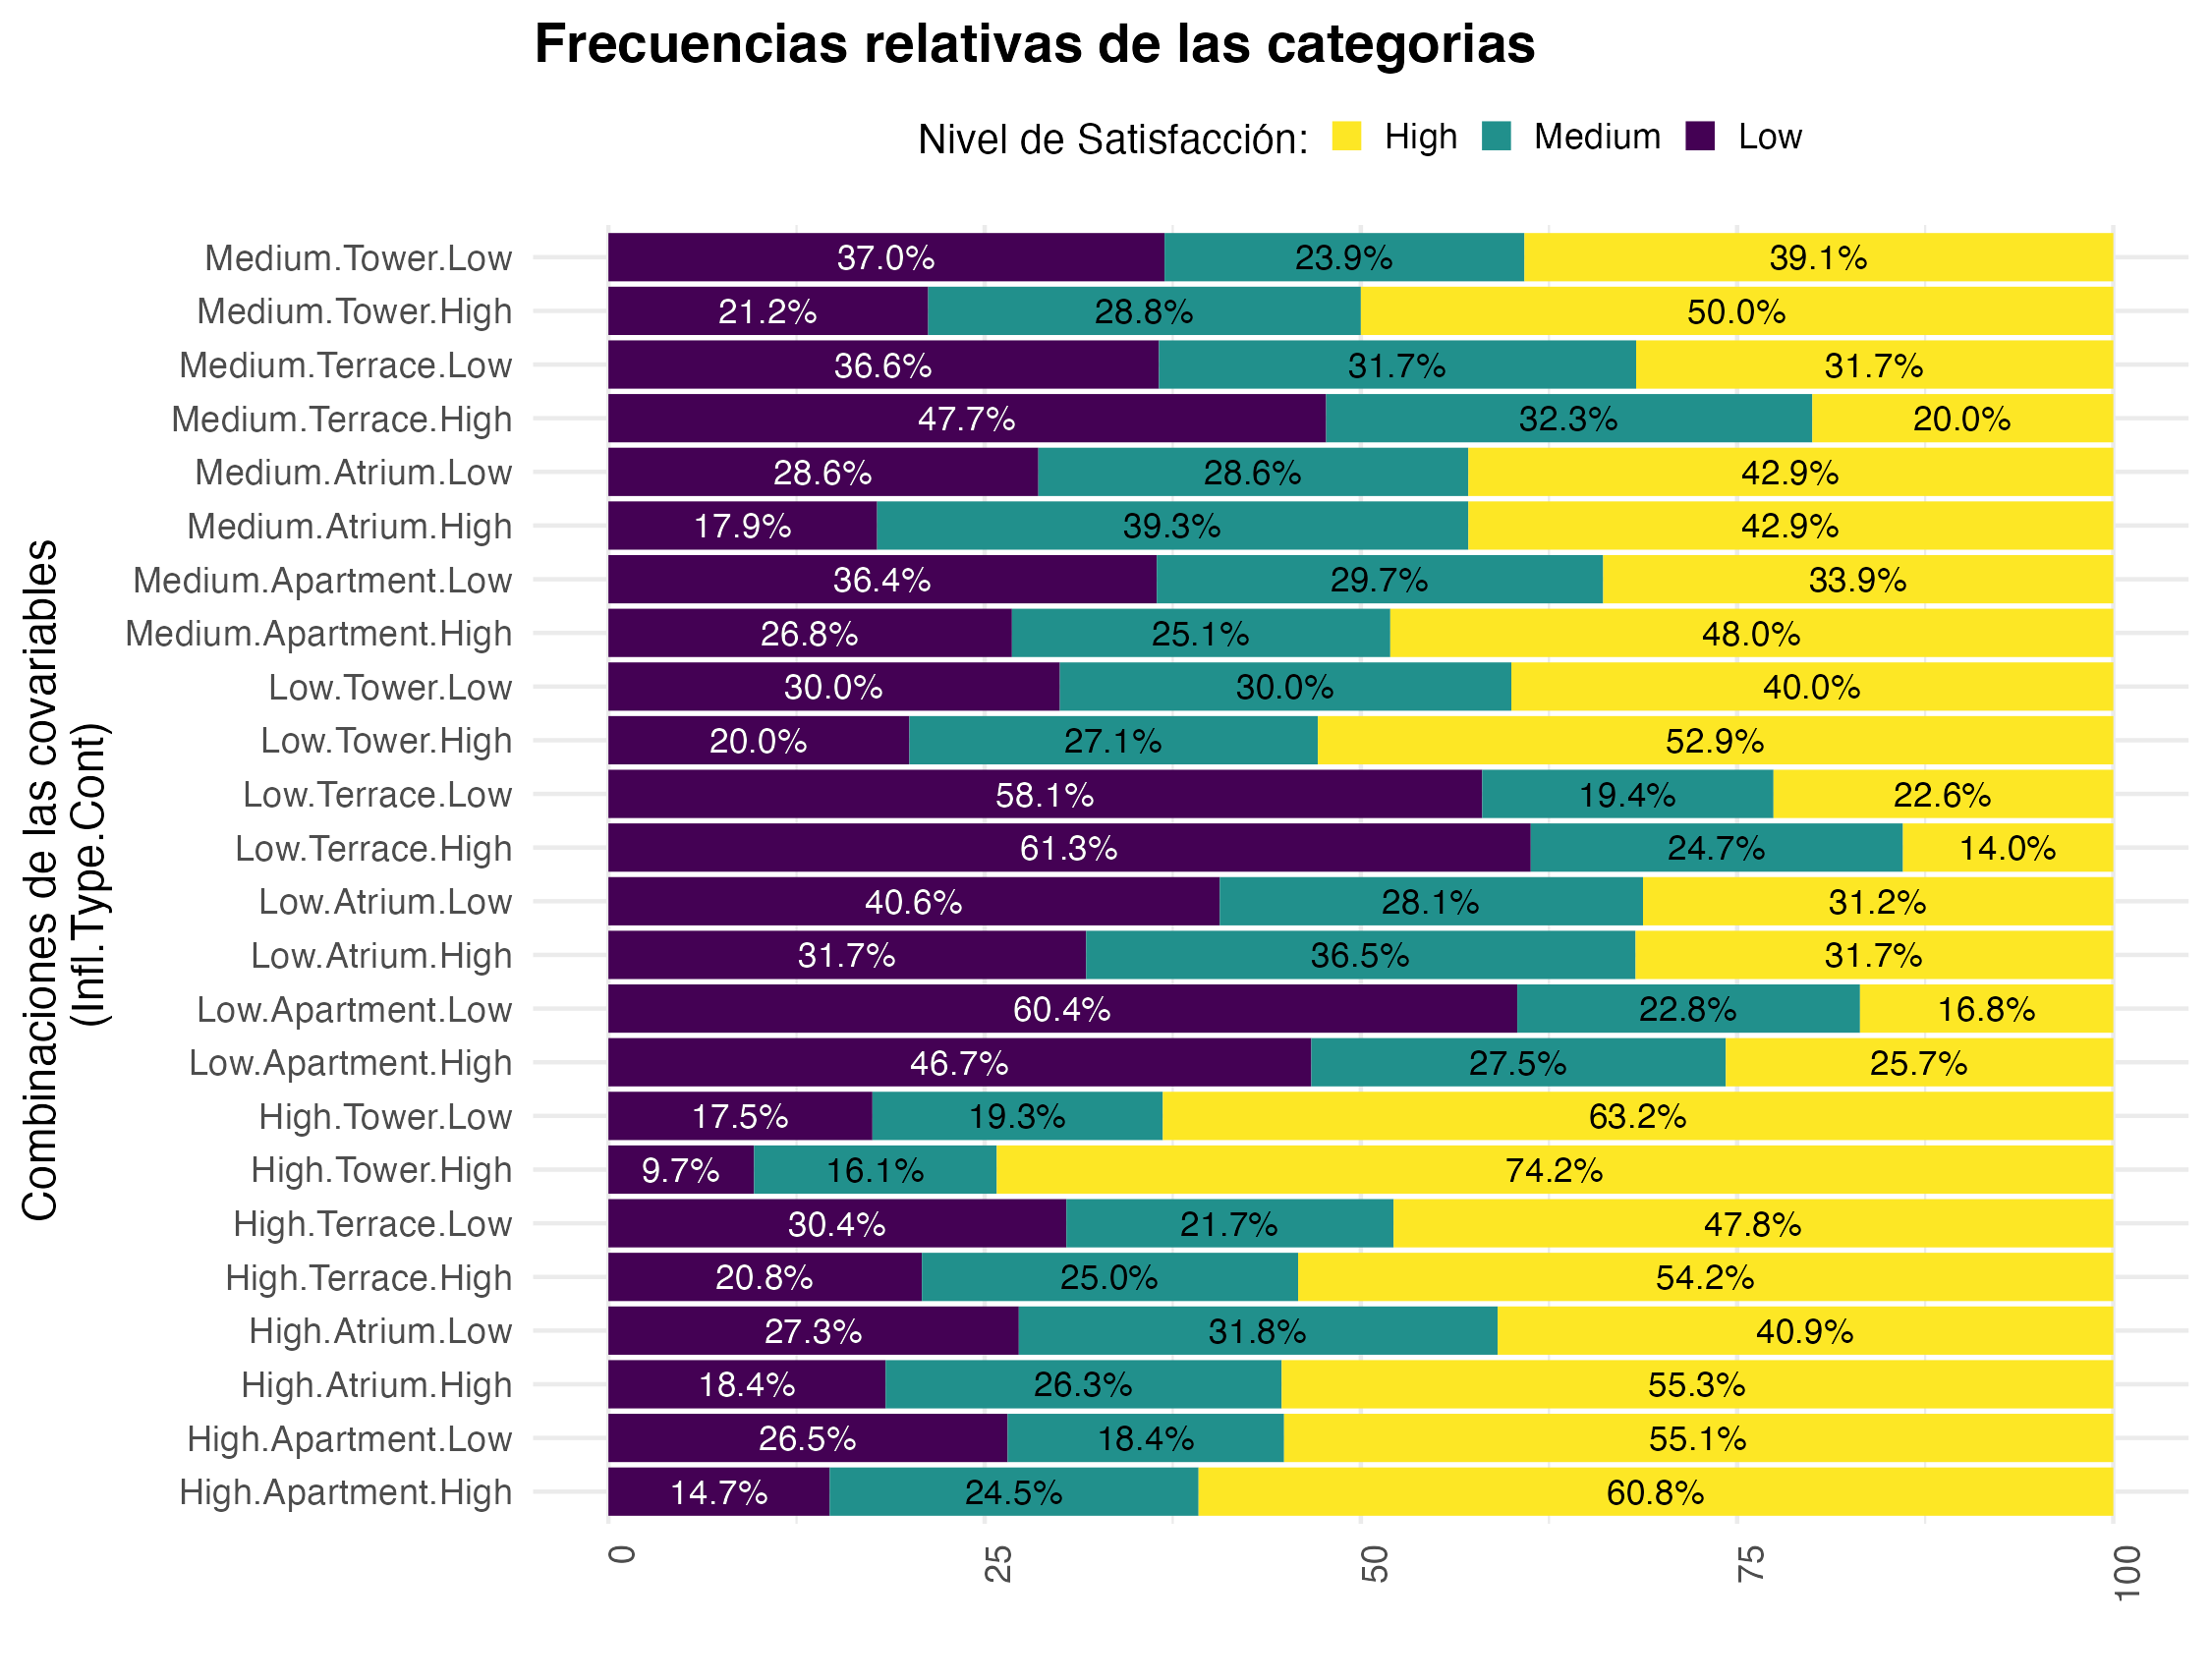 Frecuencias relativas de las categorias
Nivel de Satisfacción: High Medium Low
Combinaciones de las covariables
(Infl.Type.Cont)
Medium.Tower.Low 37.0% 23.9% 39.1%
Medium.Tower.High 21.2% 28.8% 50.0%
Medium.Terrace.Low 36.6% 31.7% 31.7%
Medium.Terrace.High 47.7% 32.3% 20.0%
Medium.Atrium.Low 28.6% 28.6% 42.9%
Medium.Atrium.High 17.9% 39.3% 42.9%
Medium.Apartment.Low 36.4% 29.7% 33.9%
Medium.Apartment.High 26.8% 25.1% 48.0%
Low.Tower.Low 30.0% 30.0% 40.0%
Low.Tower.High 20.0% 27.1% 52.9%
Low.Terrace.Low 58.1% 19.4% 22.6%
Low.Terrace.High 61.3% 24.7% 14.0%
Low.Atrium.Low 40.6% 28.1% 31.2%
Low.Atrium.High 31.7% 36.5% 31.7%
Low.Apartment.Low 60.4% 22.8% 16.8%
Low.Apartment.High 46.7% 27.5% 25.7%
High.Tower.Low 17.5% 19.3% 63.2%
High.Tower.High 9.7% 16.1% 74.2%
High.Terrace.Low 30.4% 21.7% 47.8%
High.Terrace.High 20.8% 25.0% 54.2%
High.Atrium.Low 27.3% 31.8% 40.9%
High.Atrium.High 18.4% 26.3% 55.3%
High.Apartment.Low 26.5% 18.4% 55.1%
High.Apartment.High 14.7% 24.5% 60.8%
0 25 50 75 100